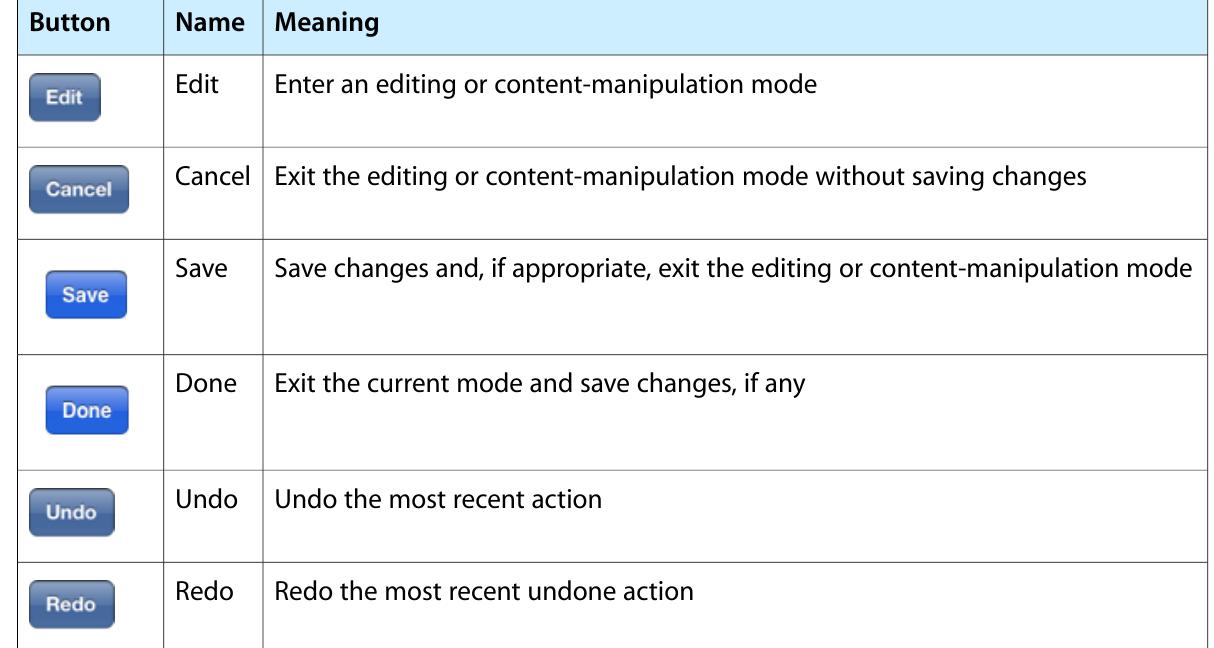 Button Name Meaning
Edit Edit Enter an editing or content-manipulation mode
Cancel Cancel Exit the editing or content-manipulation mode without saving changes
Save Save Save changes and, if appropriate, exit the editing or content-manipulation mode
Done Done Exit the current mode and save changes, if any
Undo Undo Undo the most recent action
Redo Redo Redo the most recent undone action